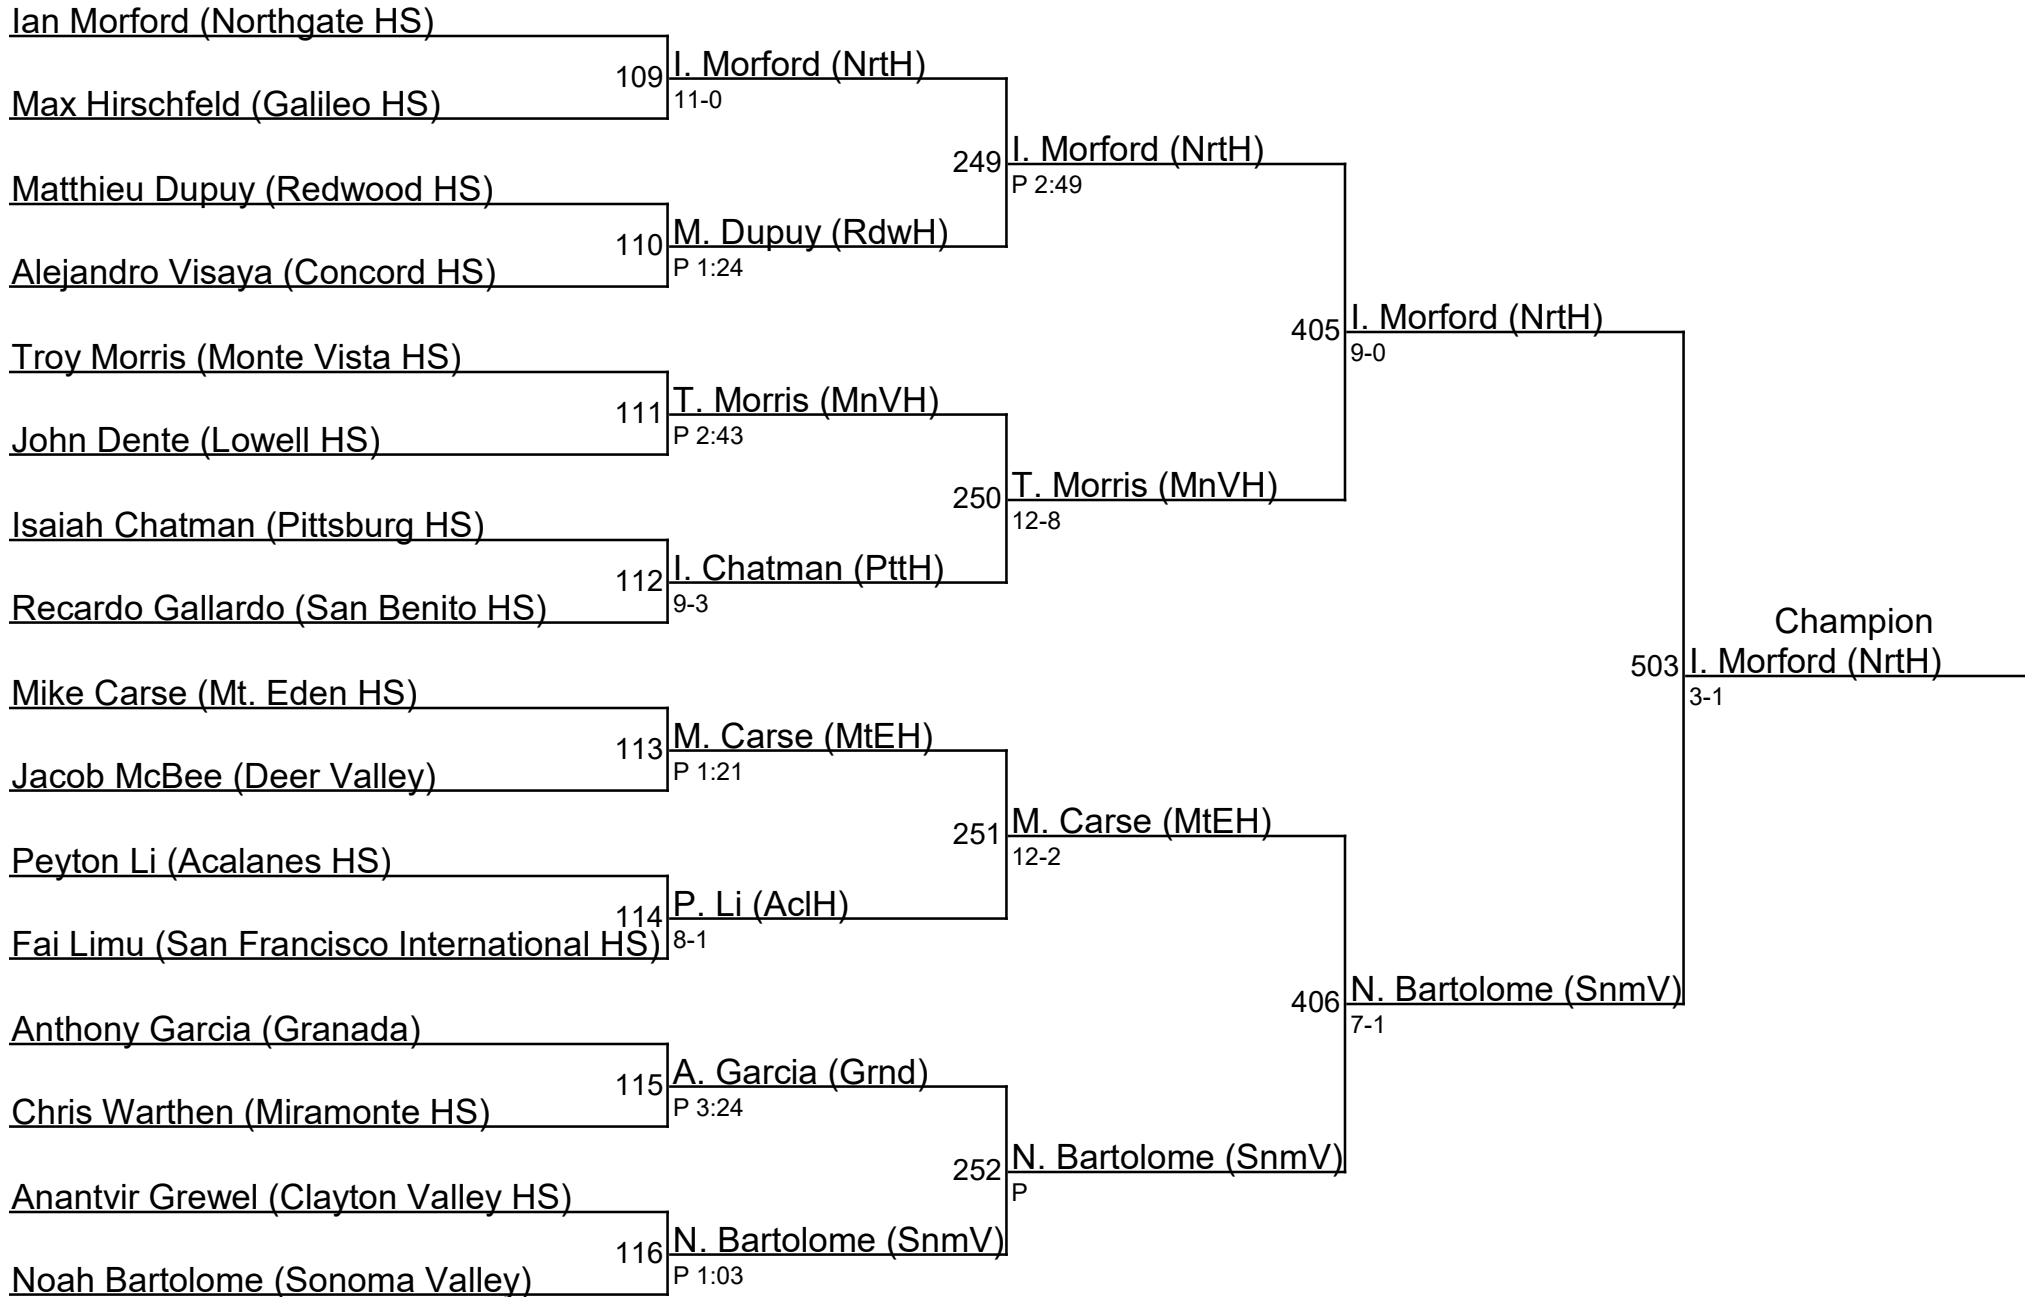 Ian Morford (Northgate HS)
109
I. Morford (NrtH)
11-0
Max Hirschfeld (Galileo HS)
249
I. Morford (NrtH)
P 2:49
Matthieu Dupuy (Redwood HS)
110
M. Dupuy (RdwH)
P 1:24
Alejandro Visaya (Concord HS)
405
I. Morford (NrtH)
9-0
Troy Morris (Monte Vista HS)
111
T. Morris (MnVH)
P 2:43
John Dente (Lowell HS)
250
T. Morris (MnVH)
12-8
Isaiah Chatman (Pittsburg HS)
112
I. Chatman (PttH)
9-3
Recardo Gallardo (San Benito HS)
Champion
503
I. Morford (NrtH)
3-1
Mike Carse (Mt. Eden HS)
113
M. Carse (MtEH)
P 1:21
Jacob McBee (Deer Valley)
251
M. Carse (MtEH)
12-2
Peyton Li (Acalanes HS)
114
P. Li (AclH)
8-1
Fai Limu (San Francisco International HS)
406
N. Bartolome (SnmV)
7-1
Anthony Garcia (Granada)
115
A. Garcia (Grnd)
P 3:24
Chris Warthen (Miramonte HS)
252
N. Bartolome (SnmV)
P
Anantvir Grewel (Clayton Valley HS)
116
N. Bartolome (SnmV)
P 1:03
Noah Bartolome (Sonoma Valley)